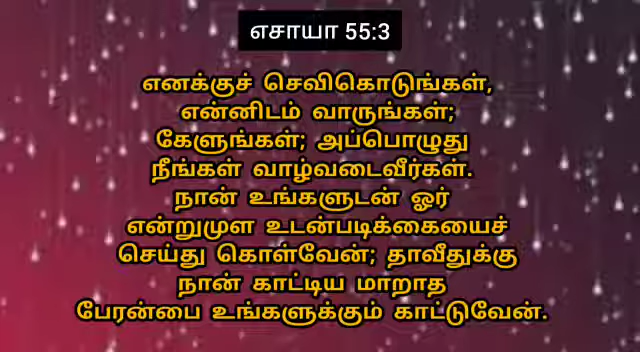 எசாயா 55:3
எனக்குச் செவிகொடுங்கள்,
என்னிடம் வாருங்கள்;
கேளுங்கள்; அப்பொழுது
நீங்கள் வாழ்வடைவீர்கள்.
நான் உங்களுடன் ஓர்
என்றுமுள உடன்படிக்கையைச்
செய்து கொள்வேன்; தாவீதுக்கு
நான் காட்டிய மாறாத
பேரன்பை உங்களுக்கும் காட்டுவேன்.